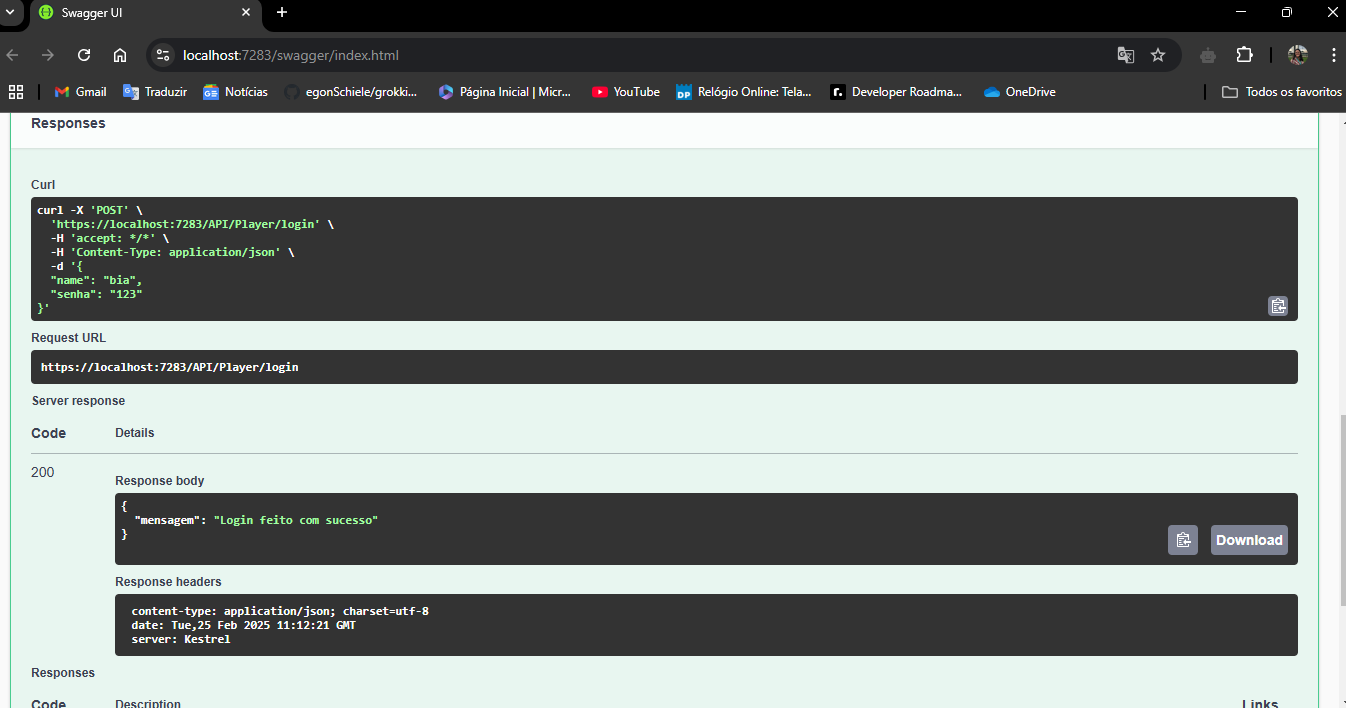 Swagger UI
localhost:7283/swagger/index.html
Gmail
Traduzir
Notícias
egonSchiele/grokki...
Página Inicial | Micr...
YouTube
Relógio Online: Tela...
Developer Roadma...
OneDrive
Todos os favoritos
Responses
Curl
curl -X 'POST' \
'https://localhost:7283/API/Player/login' \
-H 'accept: */*' \
-H 'Content-Type: application/json' \
-d '{
"name": "bia",
"senha": "123"
}'
Request URL
https://localhost:7283/API/Player/login
Server response
Code Details
200
Response body
{
"mensagem": "Login feito com sucesso"
}
Download
Response headers
content-type: application/json; charset=utf-8
date: Tue,25 Feb 2025 11:12:21 GMT
server: Kestrel
Responses
Code Description Links